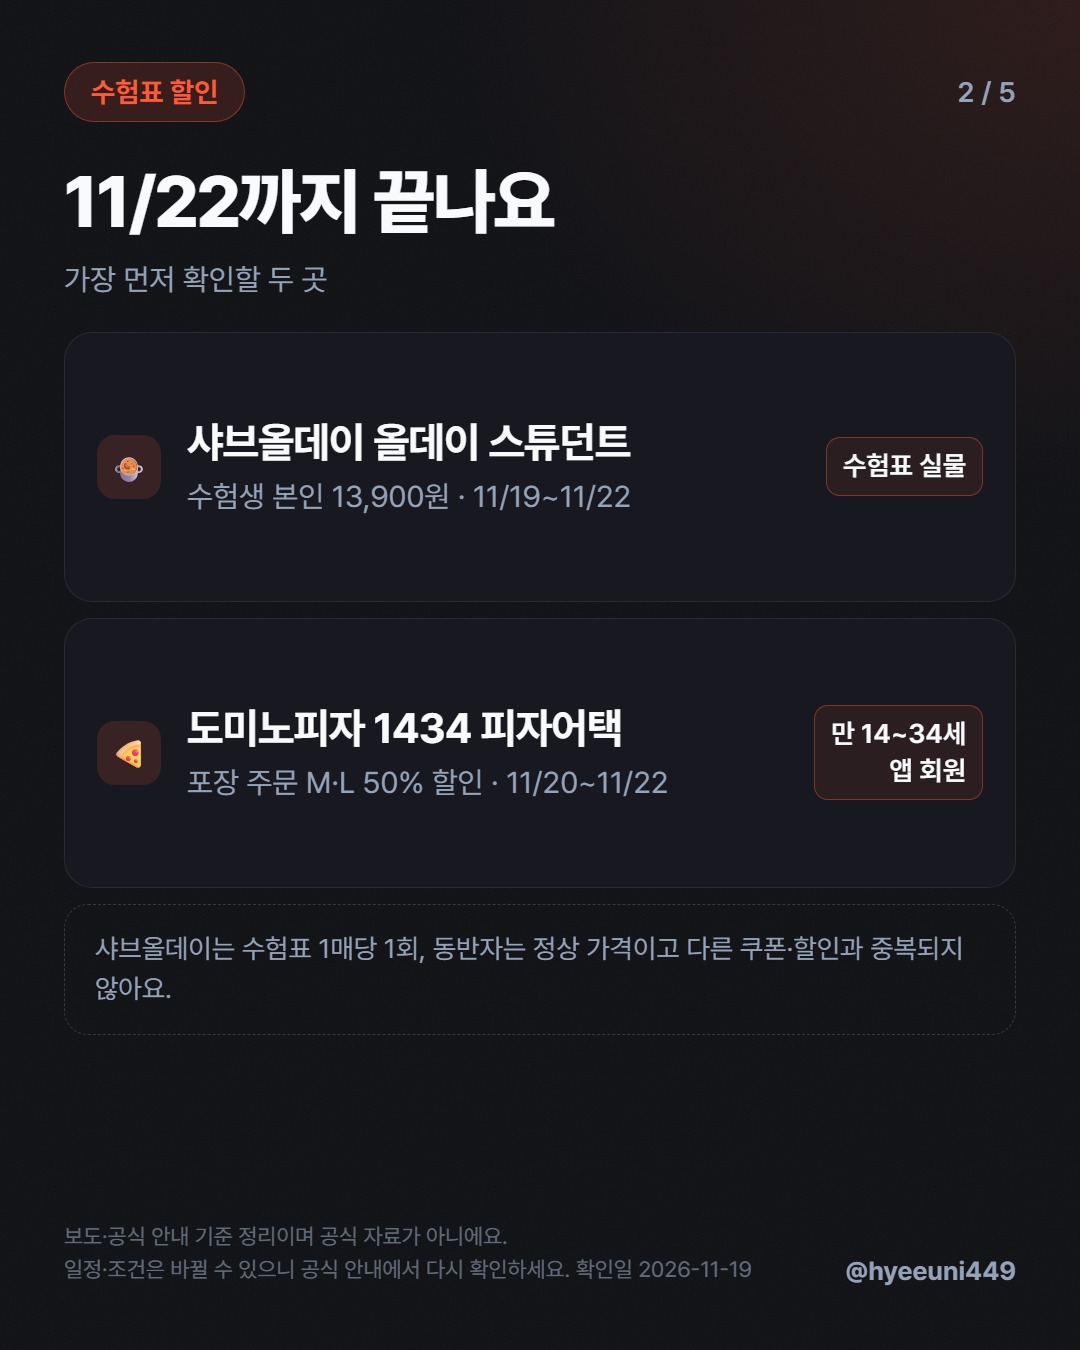 수험표 할인
2 / 5
11/22까지 끝나요
가장 먼저 확인할 두 곳
샤브올데이 올데이 스튜던트
수험생 본인 13,900원 · 11/19~11/22
수험표 실물
도미노피자 1434 피자어택
포장 주문 M·L 50% 할인 · 11/20~11/22
만 14~34세
앱 회원
샤브올데이는 수험표 1매당 1회, 동반자는 정상 가격이고 다른 쿠폰·할인과 중복되지
않아요.
보도·공식 안내 기준 정리이며 공식 자료가 아니에요.
일정·조건은 바뀔 수 있으니 공식 안내에서 다시 확인하세요. 확인일 2026-11-19
@hyeeuni449